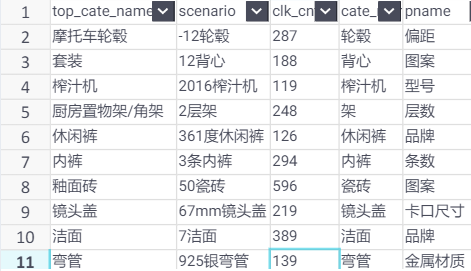 1 top_cate_name scenario clk_cn cate_ pname
2 摩托车轮毂 -12轮毂 287 轮毂 偏距
3 套装 12背心 188 背心 图案
4 榨汁机 2016榨汁机 119 榨汁机 型号
5 厨房置物架/角架 2层架 248 架 层数
6 休闲裤 361度休闲裤 126 休闲裤 品牌
7 内裤 3条内裤 294 内裤 条数
8 釉面砖 50瓷砖 596 瓷砖 图案
9 镜头盖 67mm镜头盖 219 镜头盖 卡口尺寸
10 洁面 7洁面 389 洁面 品牌
11 弯管 925银弯管 139 弯管 金属材质